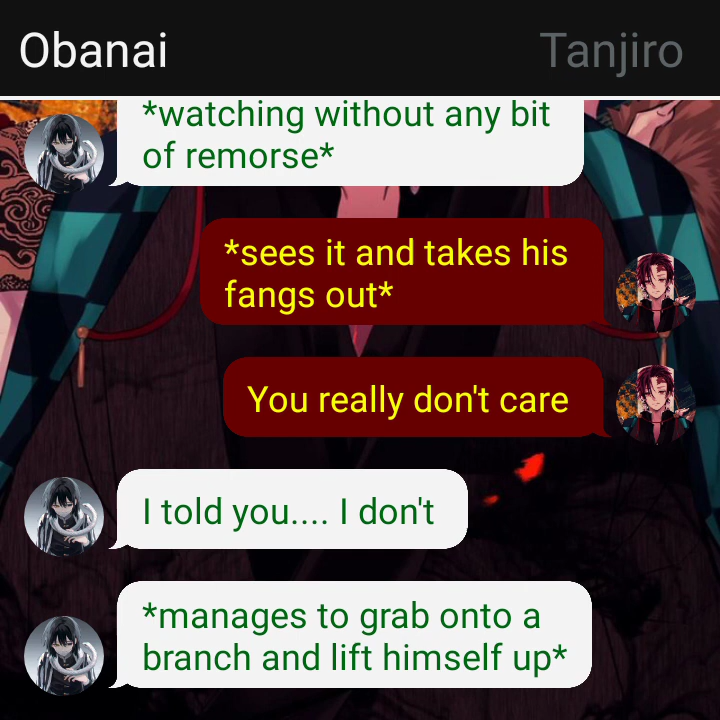 Obanai
Tanjiro
*watching without any bit
of remorse*
*sees it and takes his
fangs out*
You really don't care
I told you.... I don't
*manages to grab onto a
branch and lift himself up*